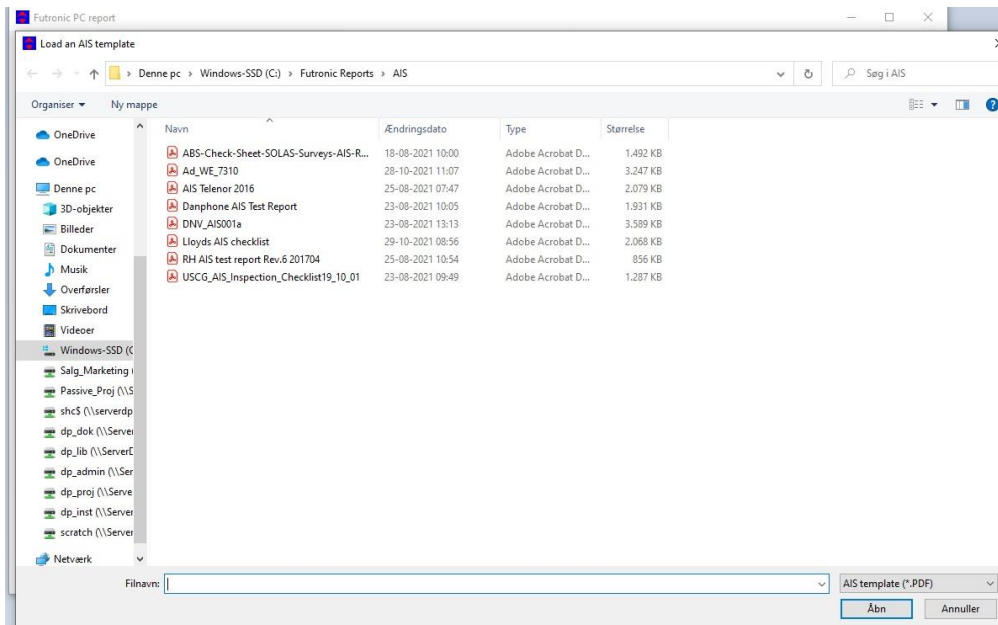 Futronic PC report
Load an AIS template
Denne pc › Windows-SSD (C:) › Futronic Reports › AIS
Søg i AIS
Organiser
Ny mappe
OneDrive
OneDrive
Denne pc
3D-objekter
Billeder
Dokumenter
Musik
Overførsler
Skrivebord
Videoer
Windows-SSD (C
Salg_Marketing (
Passive_Proj (\\S
shc$ (\\serverdp
dp_dok (\\Server
dp_lib (\\ServerD
dp_admin (\\Ser
dp_proj (\\Serve
dp_inst (\\Server
scratch (\\Server
Netværk
Navn Ændringsdato Type Størrelse
ABS-Check-Sheet-SOLAS-Surveys-AIS-R... 18-08-2021 10:00 Adobe Acrobat D... 1.492 KB
Ad_WE_7310 28-10-2021 11:07 Adobe Acrobat D... 3.247 KB
AIS Telenor 2016 25-08-2021 07:47 Adobe Acrobat D... 2.079 KB
Danphone AIS Test Report 23-08-2021 10:05 Adobe Acrobat D... 1.931 KB
DNV_AIS001a 23-08-2021 13:13 Adobe Acrobat D... 3.589 KB
Lloyds AIS checklist 29-10-2021 08:56 Adobe Acrobat D... 2.068 KB
RH AIS test report Rev.6 201704 25-08-2021 10:54 Adobe Acrobat D... 856 KB
USCG_AIS_Inspection_Checklist19_10_01 23-08-2021 09:49 Adobe Acrobat D... 1.287 KB
Filnavn:
AIS template (*.PDF)
Åbn
Annuller